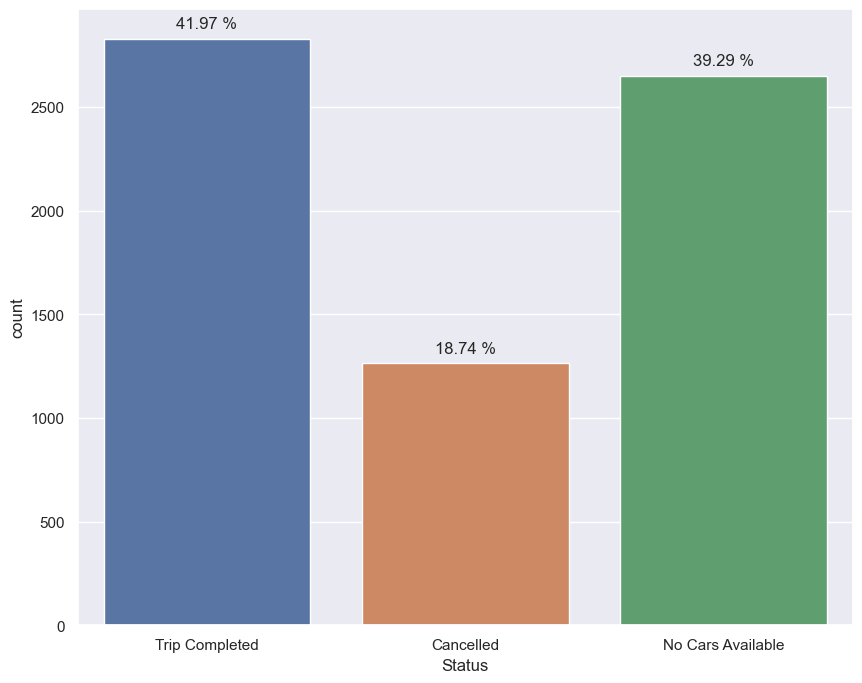 41.97 %
39.29 %
18.74 %
2500
2000
1500
1000
500
0
count
Trip Completed
Cancelled
No Cars Available
Status